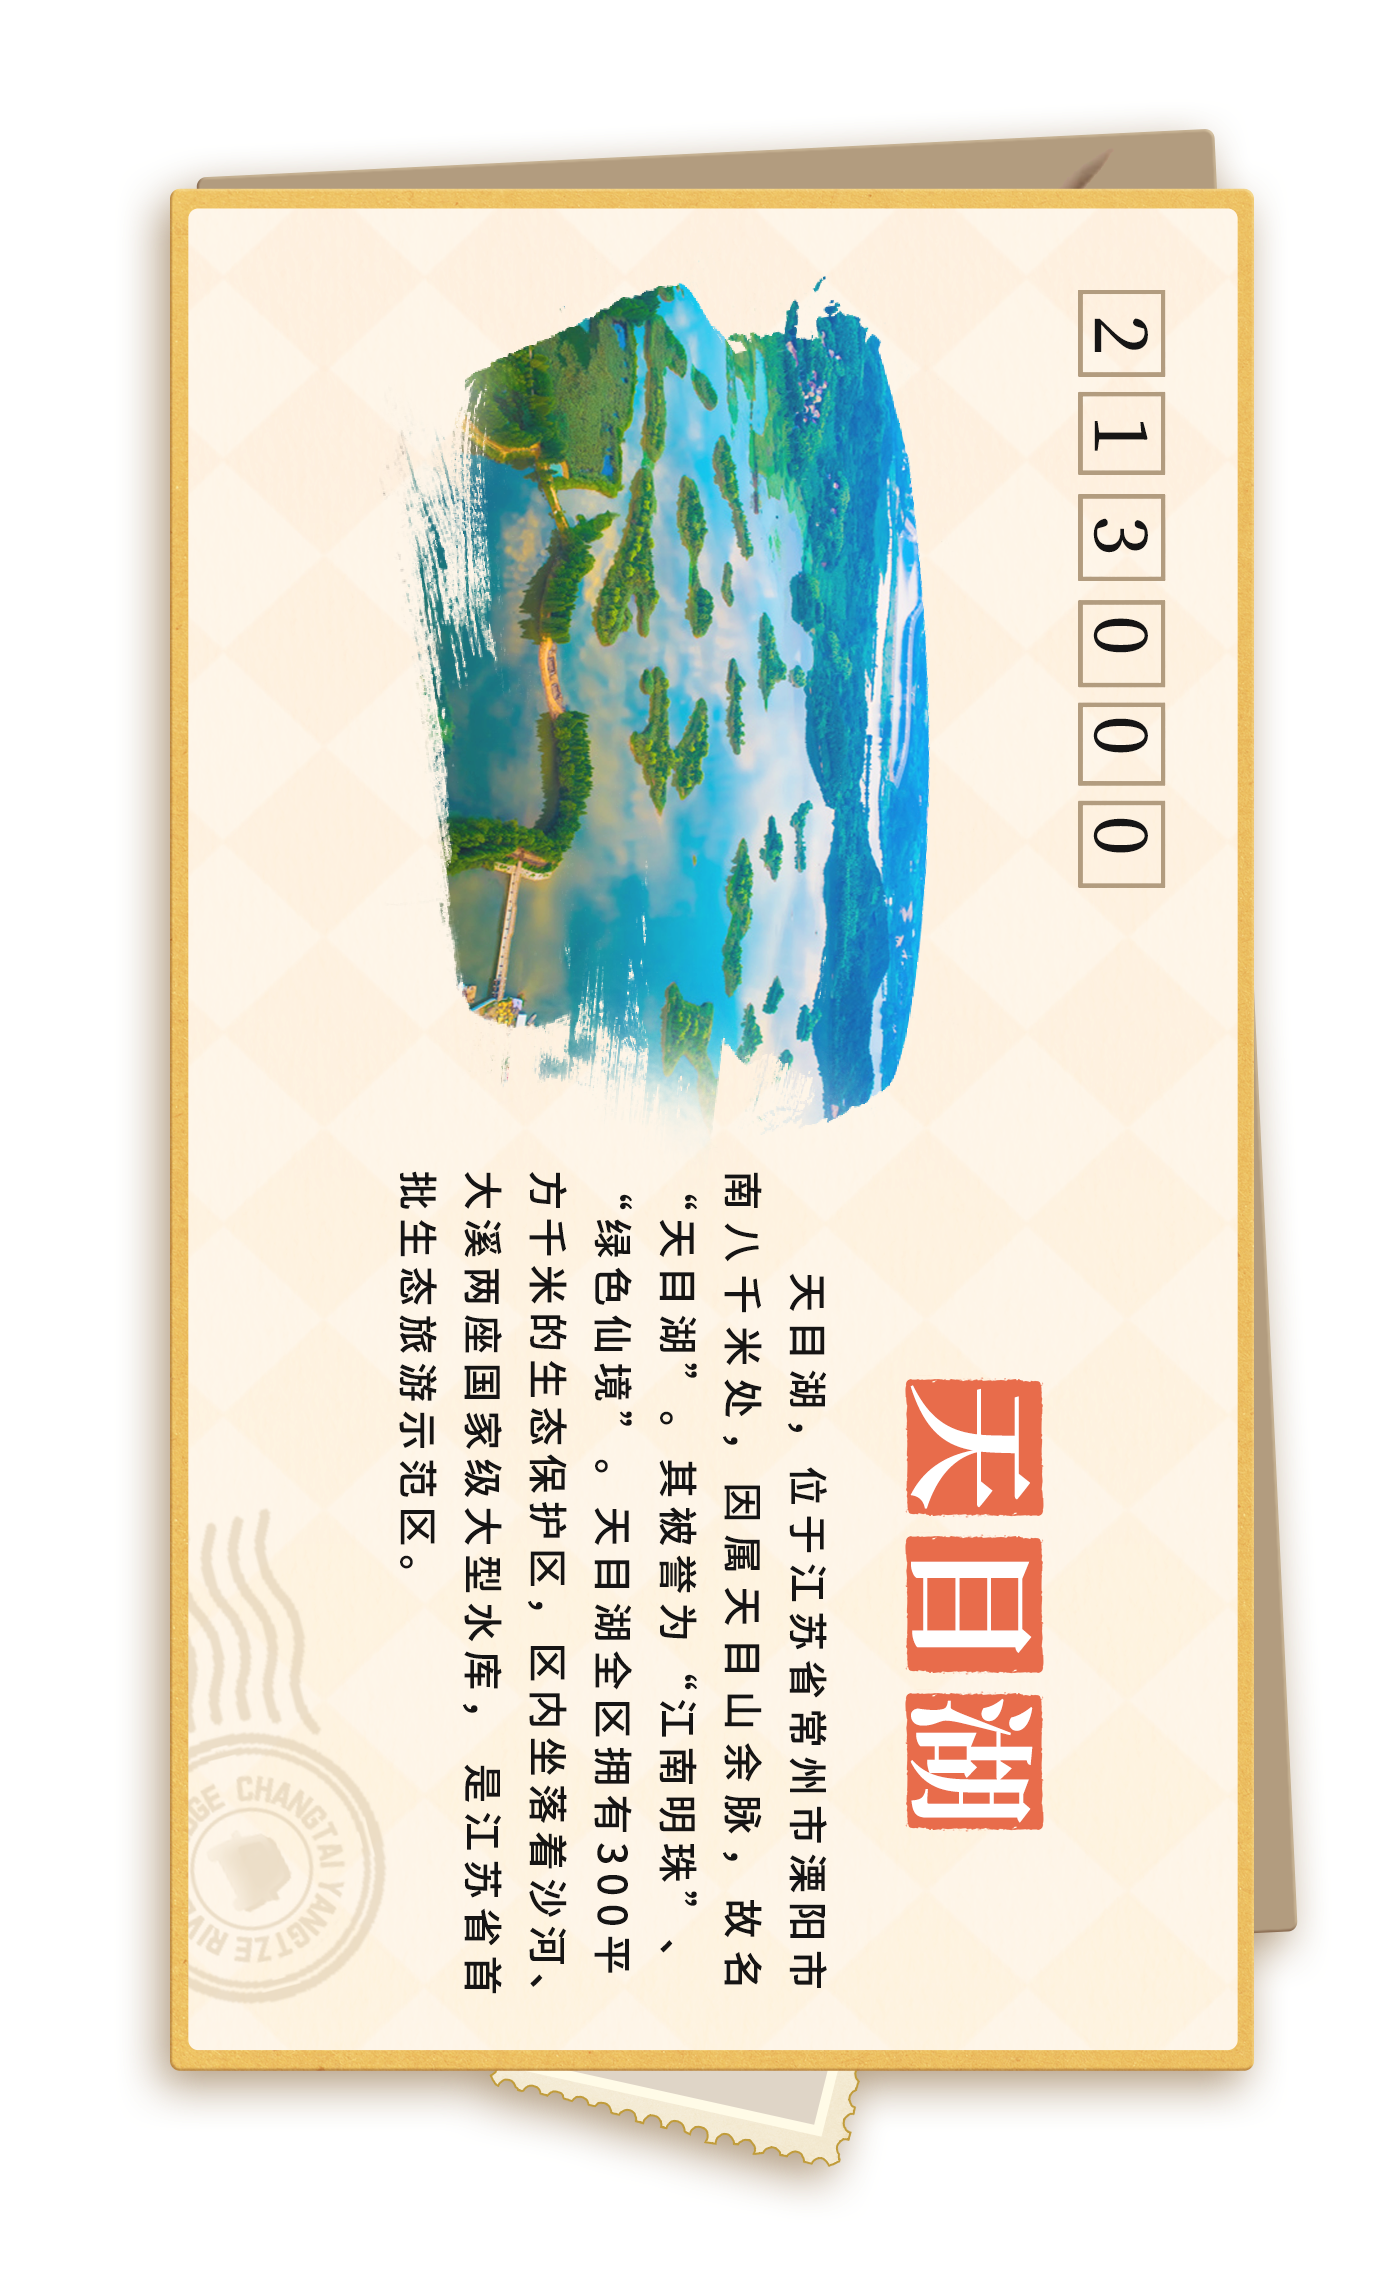 213000
天目湖
天目湖，位于江苏省常州市溧阳市
南八千米处，因属天目山余脉，故名
“天目湖”。其被誉为“江南明珠”、
“绿色仙境”。天目湖全区拥有300平
方千米的生态保护区，区内坐落着沙河、
大溪两座国家级大型水库，是江苏省首
批生态旅游示范区。
CHANGTAI YANGTZE